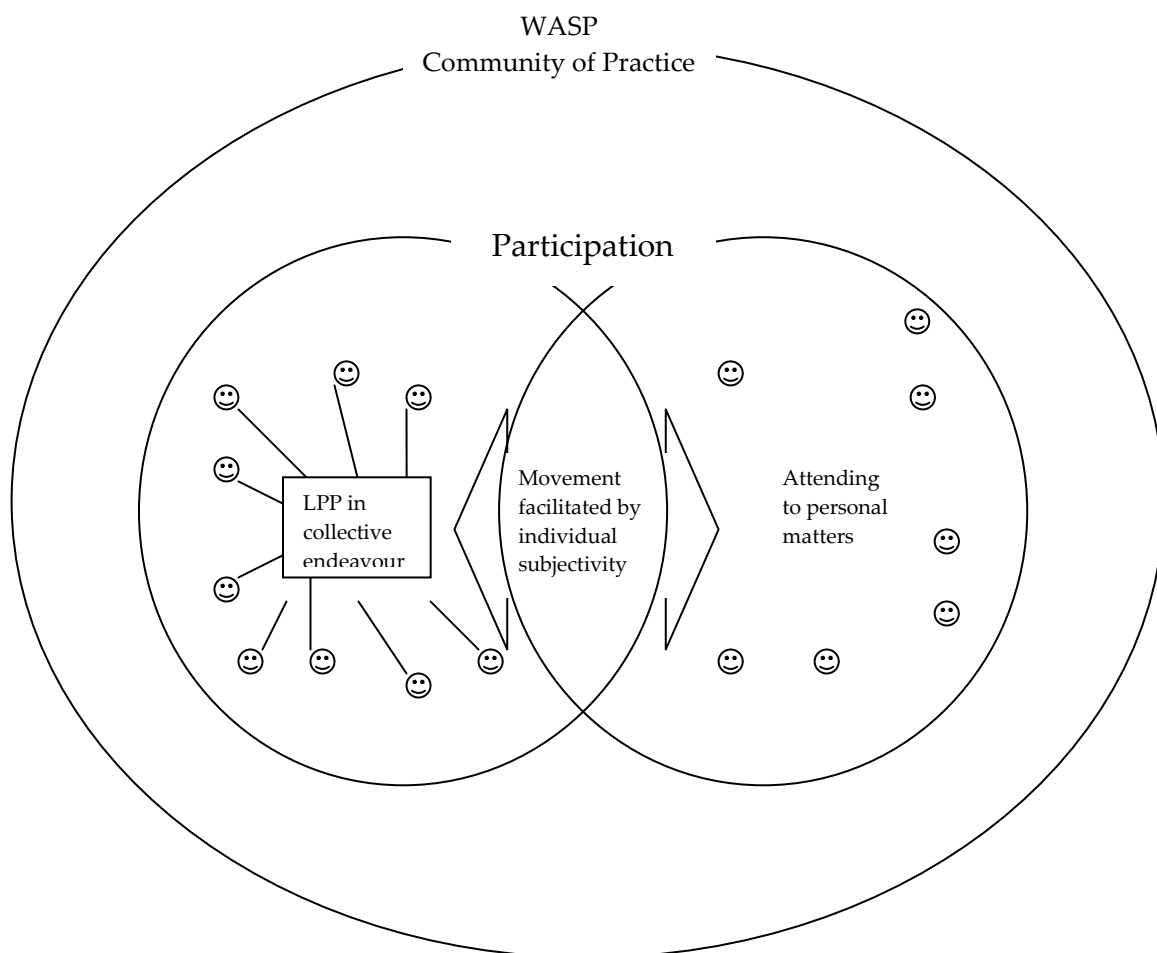 WASP
Community of Practice
Participation
LPP in
collective
endeavour
Movement
facilitated by
individual
subjectivity
Attending
to personal
matters